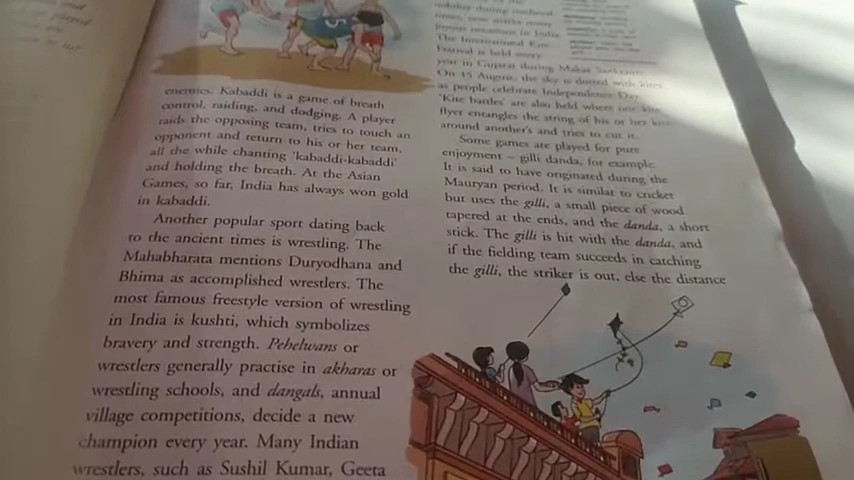 enemies. Kabaddi is a game of breath
control, raiding, and dodging. A player
raids the opposing team, tries to touch an
opponent and return to his or her team,
all the while chanting 'kabaddi-kabaddi'
and holding the breath. At the Asian
Games, so far, India has always won gold
in kabaddi.
Another popular sport dating back
to the ancient times is wrestling. The
Mahabharata mentions Duryodhana and
Bhima as accomplished wrestlers. The
most famous freestyle version of wrestling
in India is kushti, which symbolizes
bravery and strength. Pehelwans or
wrestlers generally practise in akharas or
wrestling schools, and dangals, annual
village competitions, decide a new
champion every year. Many Indian
wrestlers, such as Sushil Kumar, Geeta
joyous occasions in India.
The International Kite
Festival is held every
year in Gujarat during Makar Sankranti.
On 15 August, the sky is dotted with kites
as people celebrate Independence Day.
'Kite battles' are also held where one kite
flyer entangles the string of his or her kite
around another's and tries to cut it.
Some games are played for pure
enjoyment – gilli danda, for example.
It is said to have originated during the
Mauryan period. It is similar to cricket
but uses the gilli, a small piece of wood
tapered at the ends, and the danda, a short
stick. The gilli is hit with the danda, and
if the fielding team succeeds in catching
the gilli, the striker is out, else the distance